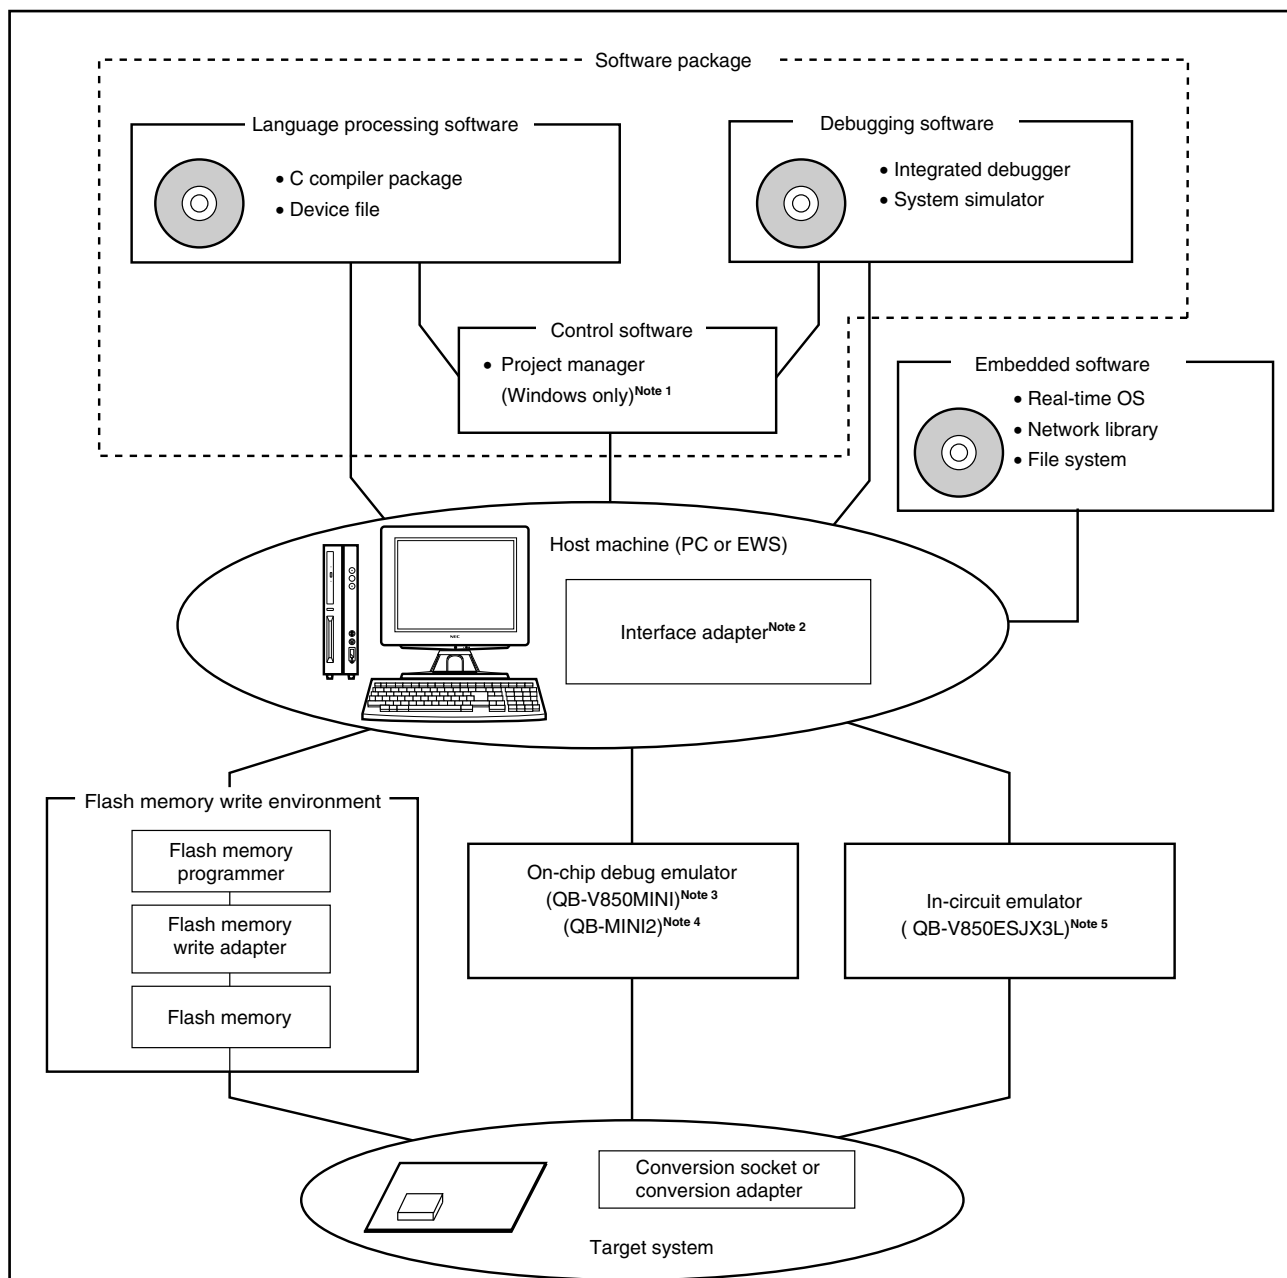 Software package
Language processing software
• C compiler package
• Device file
Debugging software
• Integrated debugger
• System simulator
Control software
• Project manager
(Windows only)Note 1
Embedded software
• Real-time OS
• Network library
• File system
Host machine (PC or EWS)
Interface adapterNote 2
NEC
Flash memory write environment
Flash memory
programmer
Flash memory
write adapter
Flash memory
On-chip debug emulator
(QB-V850MINI)Note 3
(QB-MINI2)Note 4
In-circuit emulator
( QB-V850ESJX3L)Note 5
Conversion socket or
conversion adapter
Target system